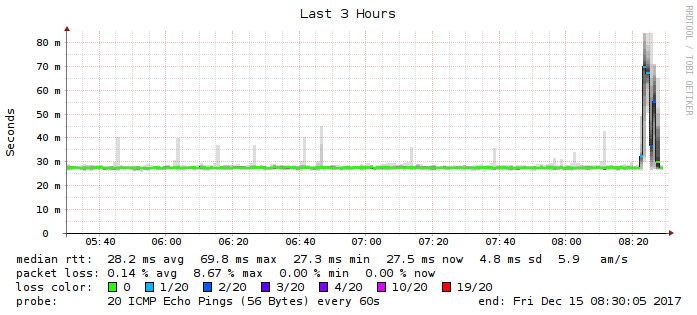 Last 3 Hours
RRDTOOL / TOBI OETIKER
Seconds
80 m
70 m
60 m
50 m
40 m
30 m
20 m
10 m
0
05:40 06:00 06:20 06:40 07:00 07:20 07:40 08:00 08:20
median rtt: 28.2 ms avg 69.8 ms max 27.3 ms min 27.5 ms now 4.8 ms sd 5.9 am/s
packet loss: 0.14 % avg 8.67 % max 0.00 % min 0.00 % now
loss color: 0 1/20 2/20 3/20 4/20 10/20 19/20
probe: 20 ICMP Echo Pings (56 Bytes) every 60s end: Fri Dec 15 08:30:05 2017